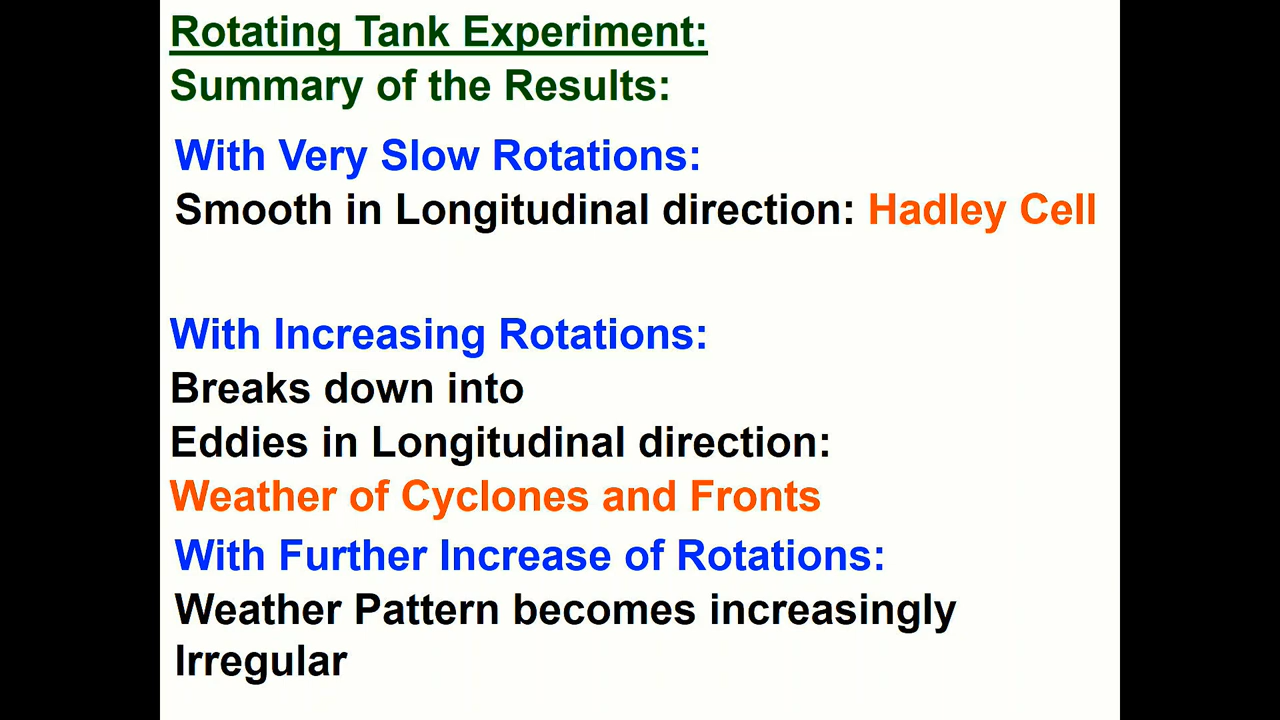 Rotating Tank Experiment:
Summary of the Results:
With Very Slow Rotations:
Smooth in Longitudinal direction: Hadley Cell
With Increasing Rotations:
Breaks down into
Eddies in Longitudinal direction:
Weather of Cyclones and Fronts
With Further Increase of Rotations:
Weather Pattern becomes increasingly
Irregular